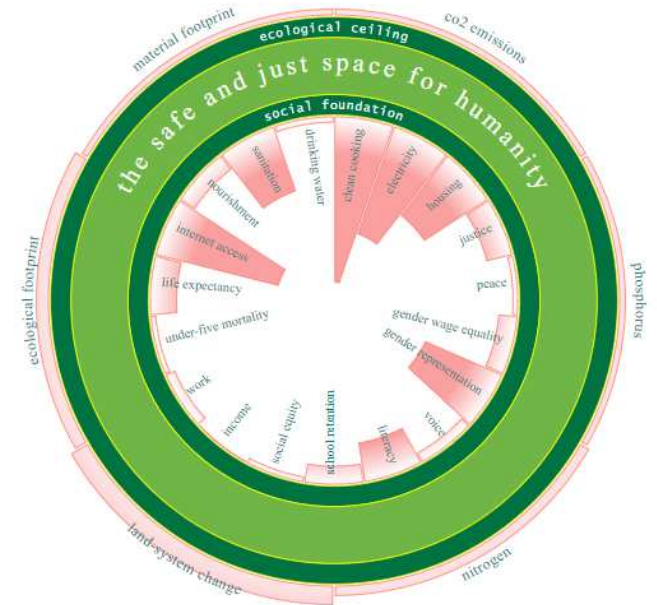 material footprint
co2 emissions
ecological ceiling
the safe and just space for humanity
social foundation
drinking water
clean cooking
electricity
housing
justice
peace
gender wage equality
gender representation
voice
literacy
school retention
social equity
income
work
under-five mortality
life expectancy
internet access
nourishment
sanitation
phosphorus
nitrogen
land-system change
ecological footprint